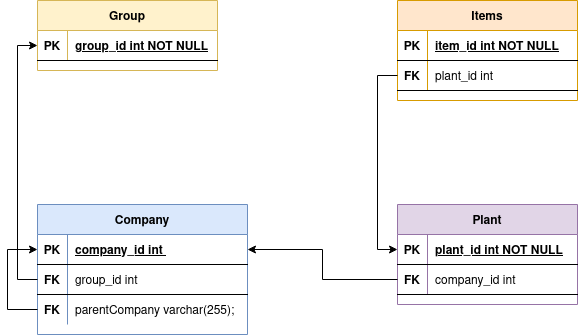 Group
PK group_id int NOT NULL
Items
PK item_id int NOT NULL
FK plant_id int
Company
PK company_id int
FK group_id int
FK parentCompany varchar(255);
Plant
PK plant_id int NOT NULL
FK company_id int